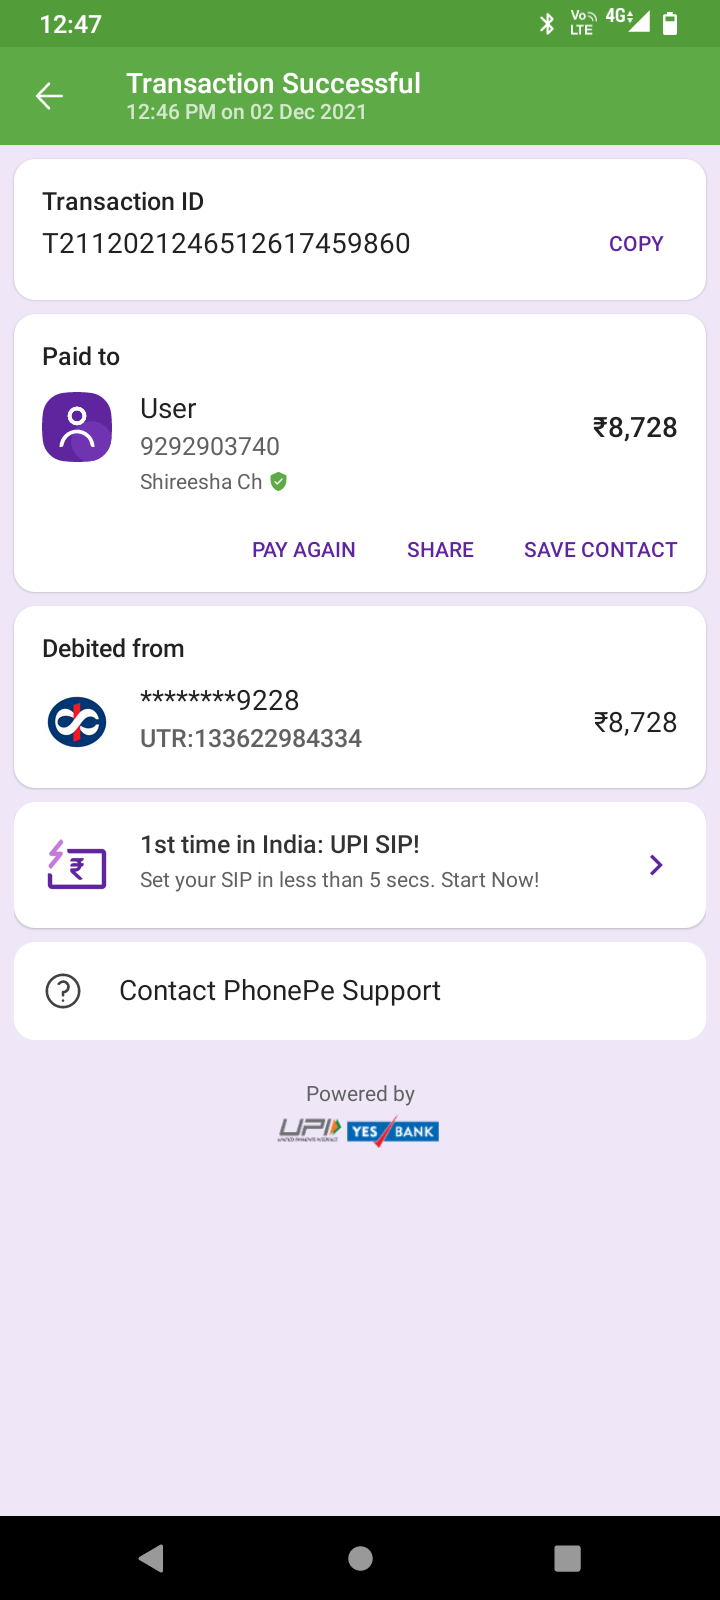 12:47
Vo LTE 4G
Transaction Successful
12:46 PM on 02 Dec 2021
Transaction ID
T2112021246512617459860
COPY
Paid to
User
₹8,728
9292903740
Shireesha Ch
PAY AGAIN SHARE SAVE CONTACT
Debited from
********9228
₹8,728
UTR:133622984334
1st time in India: UPI SIP!
Set your SIP in less than 5 secs. Start Now!
Contact PhonePe Support
Powered by
UPI YES BANK
UNIFIED PAYMENTS INTERFACE